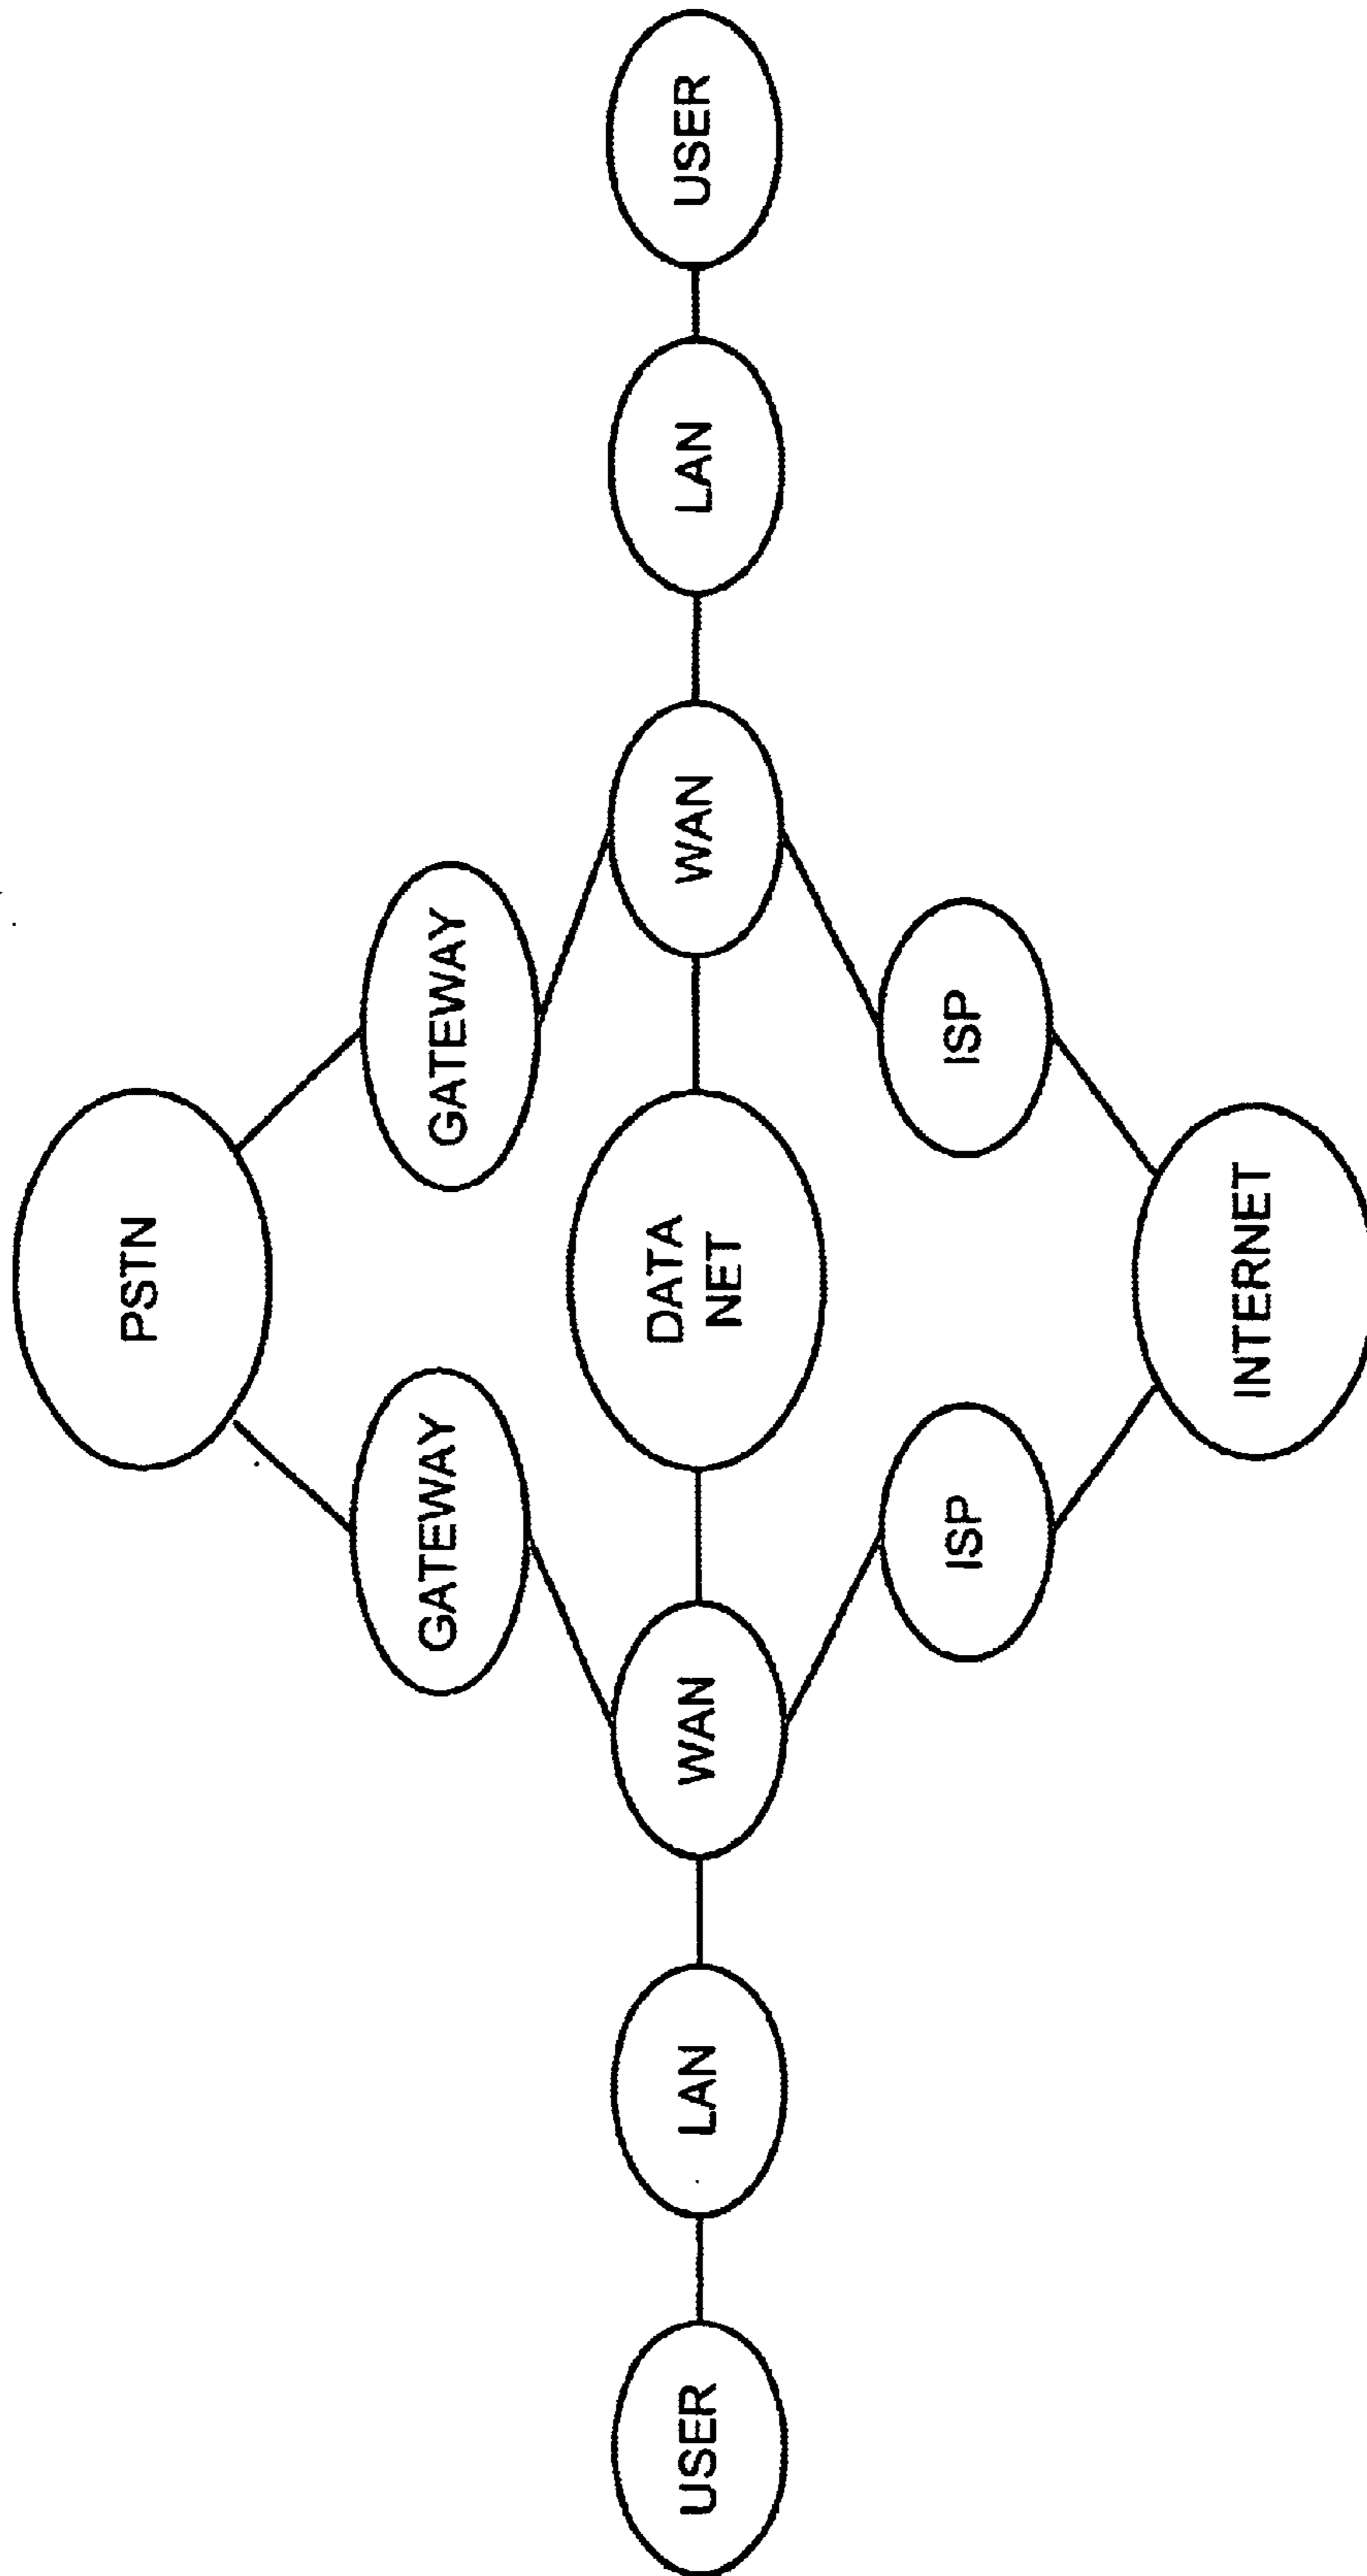 PSTN
GATEWAY
GATEWAY
USER
LAN
WAN
DATA
NET
WAN
LAN
USER
ISP
ISP
INTERNET